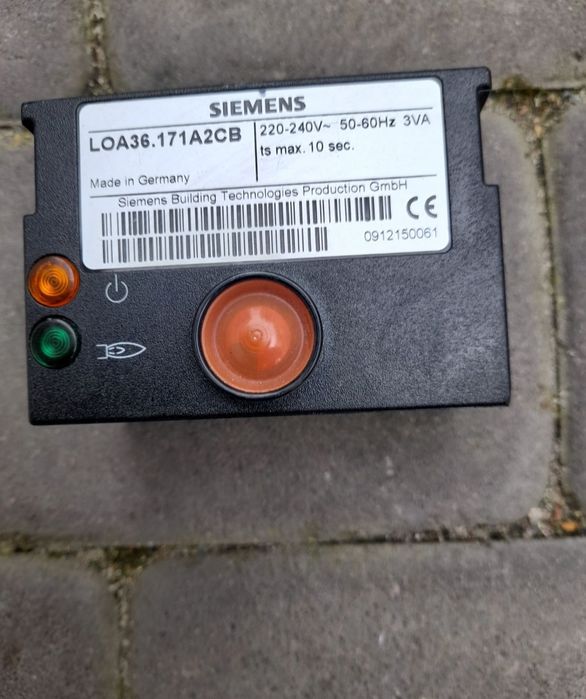 SIEMENS
LOA36.171A2CB
220-240V~ 50-60Hz 3VA
ts max. 10 sec.
Made in Germany
Siemens Building Technologies Production GmbH
CE
0912150061